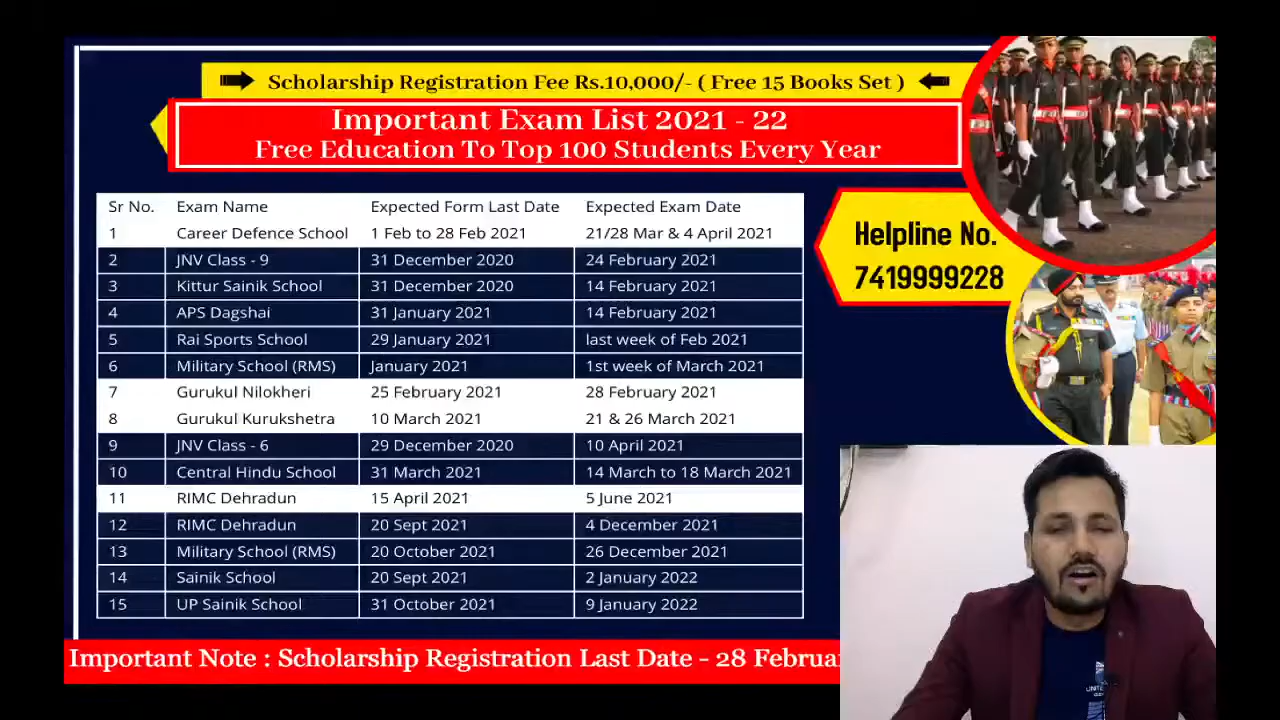 Scholarship Registration Fee Rs.10,000/- ( Free 15 Books Set )
Important Exam List 2021 - 22
Free Education To Top 100 Students Every Year
Sr No. Exam Name Expected Form Last Date Expected Exam Date
1 Career Defence School 1 Feb to 28 Feb 2021 21/28 Mar & 4 April 2021
2 JNV Class - 9 31 December 2020 24 February 2021
3 Kittur Sainik School 31 December 2020 14 February 2021
4 APS Dagshai 31 January 2021 14 February 2021
5 Rai Sports School 29 January 2021 last week of Feb 2021
6 Military School (RMS) January 2021 1st week of March 2021
7 Gurukul Nilokheri 25 February 2021 28 February 2021
8 Gurukul Kurukshetra 10 March 2021 21 & 26 March 2021
9 JNV Class - 6 29 December 2020 10 April 2021
10 Central Hindu School 31 March 2021 14 March to 18 March 2021
11 RIMC Dehradun 15 April 2021 5 June 2021
12 RIMC Dehradun 20 Sept 2021 4 December 2021
13 Military School (RMS) 20 October 2021 26 December 2021
14 Sainik School 20 Sept 2021 2 January 2022
15 UP Sainik School 31 October 2021 9 January 2022
Helpline No.
7419999228
Important Note : Scholarship Registration Last Date - 28